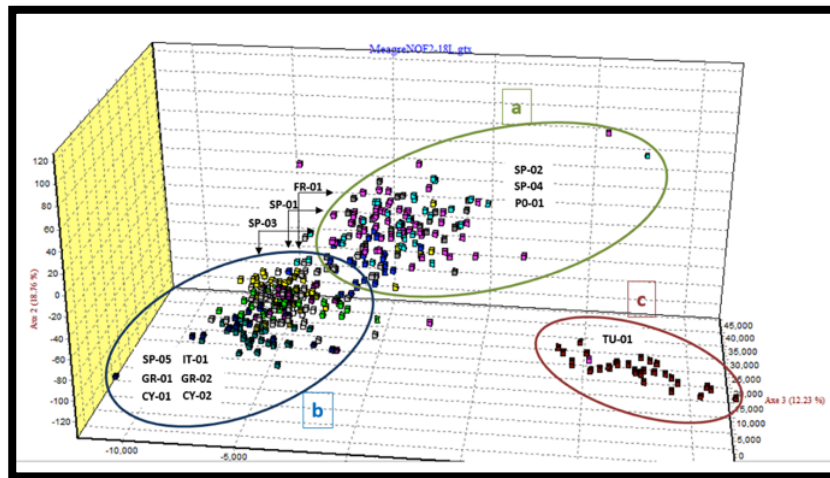 MeagreNOF2-18L.gtx
a
SP-02
SP-04
P0-01
FR-01
SP-01
SP-03
c
TU-01
SP-05 IT-01
GR-01 GR-02
CY-01 CY-02
b
120
100
80
60
40
20
0
-20
-40
-60
-80
-100
-120
Axe 2 (18.76 %)
-10,000
-5,000
45,000
40,000
35,000
30,000
25,000
20,000
15,000
10,000
5,000
0
Axe 3 (12.23 %)